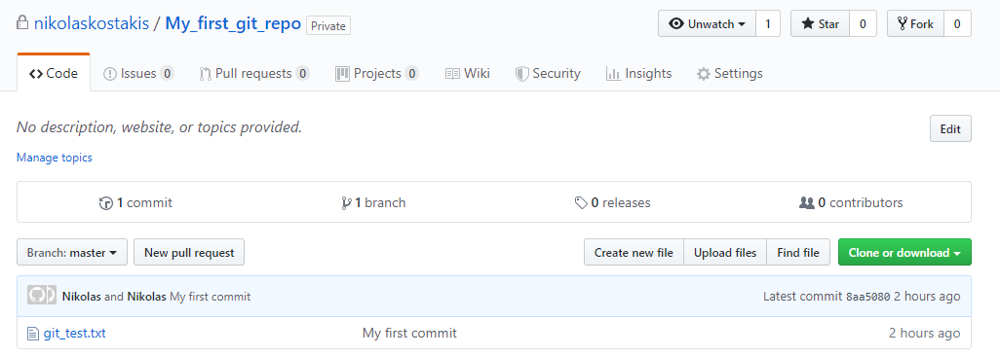 nikolaskostakis / My_first_git_repo Private Unwatch 1 Star 0 Fork 0
Code Issues 0 Pull requests 0 Projects 0 Wiki Security Insights Settings
No description, website, or topics provided. Edit
Manage topics
1 commit 1 branch 0 releases 0 contributors
Branch: master New pull request Create new file Upload files Find file Clone or download
Nikolas and Nikolas My first commit Latest commit 8aa5080 2 hours ago
git_test.txt My first commit 2 hours ago